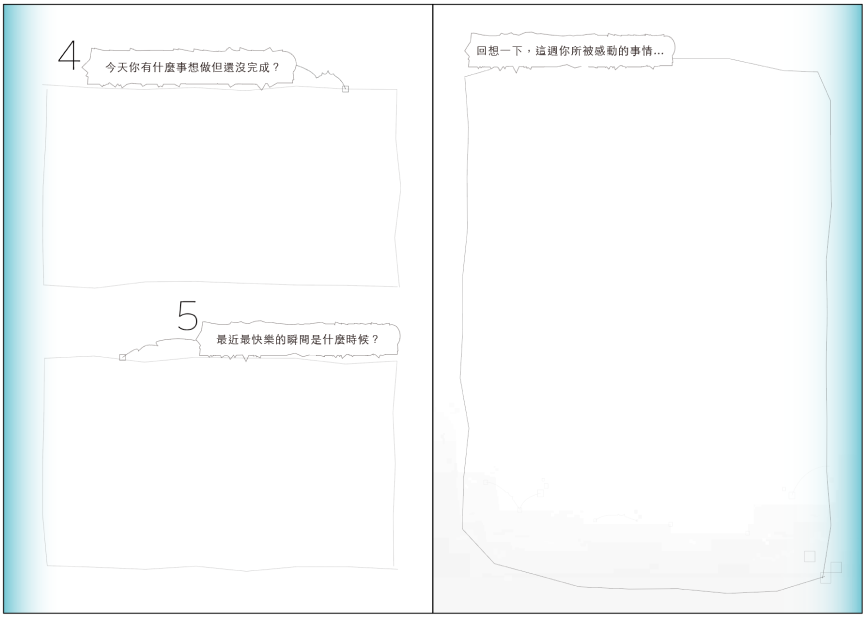 4
今天你有什麼事想做但還沒完成？
5
最近最快樂的瞬間是什麼時候？
回想一下，這週你所被感動的事情...